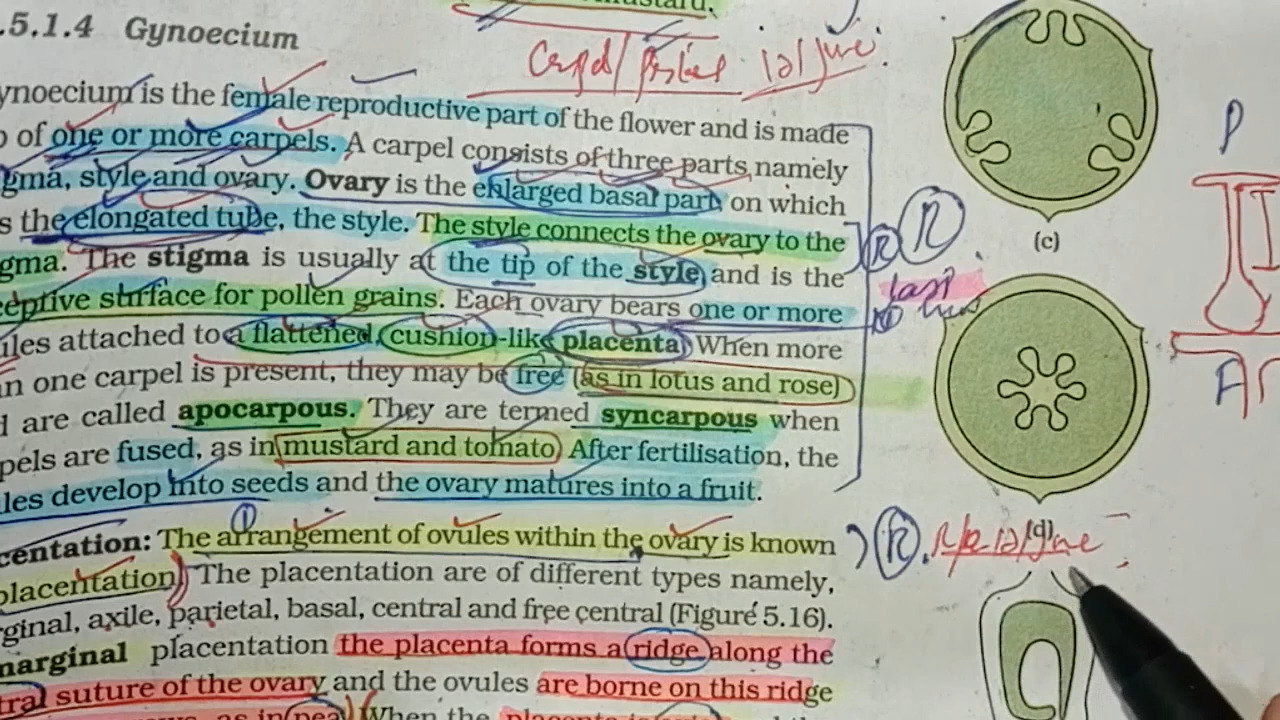 mustard.
.5.1.4 Gynoecium
ynoecium is the female reproductive part of the flower and is made
of one or more carpels. A carpel consists of three parts namely
gma, style and ovary. Ovary is the enlarged basal part, on which
s the elongated tube, the style. The style connects the ovary to the
gma. The stigma is usually at the tip of the style and is the
eptive surface for pollen grains. Each ovary bears one or more
ules attached to a flattened, cushion-like placenta. When more
n one carpel is present, they may be free (as in lotus and rose)
d are called apocarpous. They are termed syncarpous when
pels are fused, as in mustard and tomato. After fertilisation, the
les develop into seeds and the ovary matures into a fruit.
centation: The arrangement of ovules within the ovary is known
placentation. The placentation are of different types namely,
ginal, axile, parietal, basal, central and free central (Figure 5.16).
marginal placentation the placenta forms a ridge along the
tral suture of the ovary and the ovules are borne on this ridge
as in pea. When the
(c)
(d)
P
R
R
last
R